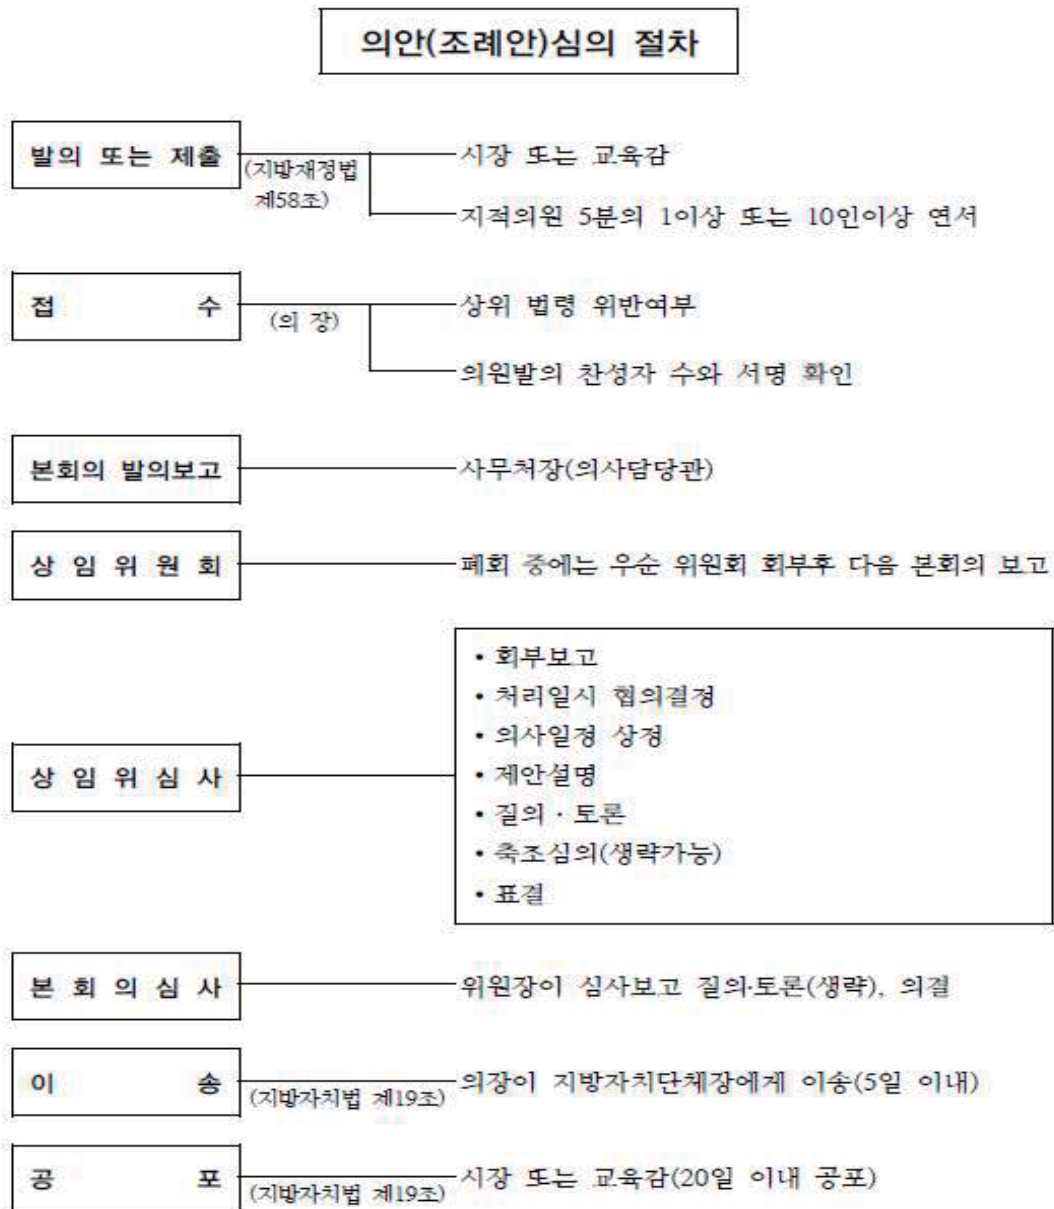 의안(조례안)심의 절차
발의 또는 제출
(지방재정법
제58조)
시장 또는 교육감
지적의원 5분의 1이상 또는 10인이상 연서
접 수
(의 장)
상위 법령 위반여부
의원발의 찬성자 수와 서명 확인
본회의 발의보고
사무처장(의사담당관)
상 임 위 원 회
폐회 중에는 우순 위원회 회부후 다음 본회의 보고
상 임 위 심 사
• 회부보고
• 처리일시 협의결정
• 의사일정 상정
• 제안설명
• 질의 · 토론
• 축조심의(생략가능)
• 표결
본 회 의 심 사
위원장이 심사보고 질의·토론(생략), 의결
이 송
(지방자치법 제19조)
의장이 지방자치단체장에게 이송(5일 이내)
공 포
(지방자치법 제19조)
시장 또는 교육감(20일 이내 공포)